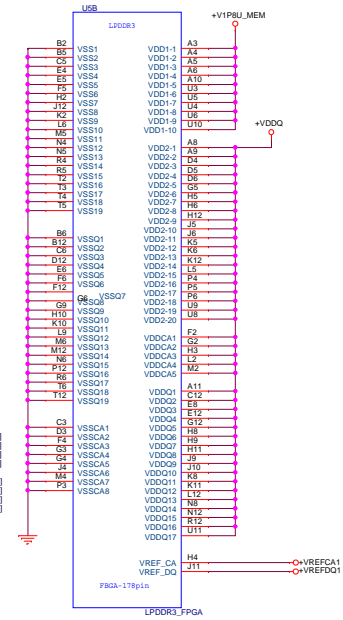 U5B
LPDDR3
+V1P8U_MEM
B2 VSS1
B5 VSS2
C5 VSS3
E4 VSS4
E5 VSS5
F5 VSS6
H2 VSS7
J12 VSS8
K2 VSS9
L6 VSS10
M5 VSS11
N4 VSS12
N5 VSS13
R4 VSS14
R5 VSS15
T2 VSS16
T3 VSS17
T4 VSS18
T5 VSS19
B6 VSSQ1
B12 VSSQ2
C6 VSSQ3
D12 VSSQ4
E6 VSSQ5
F6 VSSQ6
F12
G6 VSSQ7
VSSQ8
G9 VSSQ9
H10 VSSQ10
K10 VSSQ11
L9 VSSQ12
M6 VSSQ13
M12 VSSQ14
N6 VSSQ15
P12 VSSQ16
R6 VSSQ17
T6 VSSQ18
T12 VSSQ19
C3 VSSCA1
D3 VSSCA2
F4 VSSCA3
G3 VSSCA4
G4 VSSCA5
J4 VSSCA6
M4 VSSCA7
P3 VSSCA8
VDD1-1 A3
VDD1-2 A4
VDD1-3 A5
VDD1-4 A6
VDD1-5 A10
VDD1-6 U3
VDD1-7 U5
VDD1-8 U4
VDD1-9 U6
VDD1-10 U10
+VDDQ
VDD2-1 A8
VDD2-2 A9
VDD2-3 D4
VDD2-4 D5
VDD2-5 D6
VDD2-6 G5
VDD2-7 H5
VDD2-8 H6
VDD2-9 H12
VDD2-10 J5
VDD2-11 J6
VDD2-12 K5
VDD2-13 K6
VDD2-14 K12
VDD2-15 L5
VDD2-16 P4
VDD2-17 P5
VDD2-18 P6
VDD2-19 U9
VDD2-20 U8
VDDCA1 F2
VDDCA2 G2
VDDCA3 H3
VDDCA4 L2
VDDCA5 M2
VDDQ1 A11
VDDQ2 C12
VDDQ3 E8
VDDQ4 E12
VDDQ5 G12
VDDQ6 H8
VDDQ7 H9
VDDQ8 H11
VDDQ9 J9
VDDQ10 J10
VDDQ11 K8
VDDQ12 K11
VDDQ13 L12
VDDQ14 N8
VDDQ15 N12
VDDQ16 R12
VDDQ17 U11
VREF_CA H4 +VREFCA1
VREF_DQ J11 +VREFDQ1
FBGA-178pin
LPDDR3_FPGA